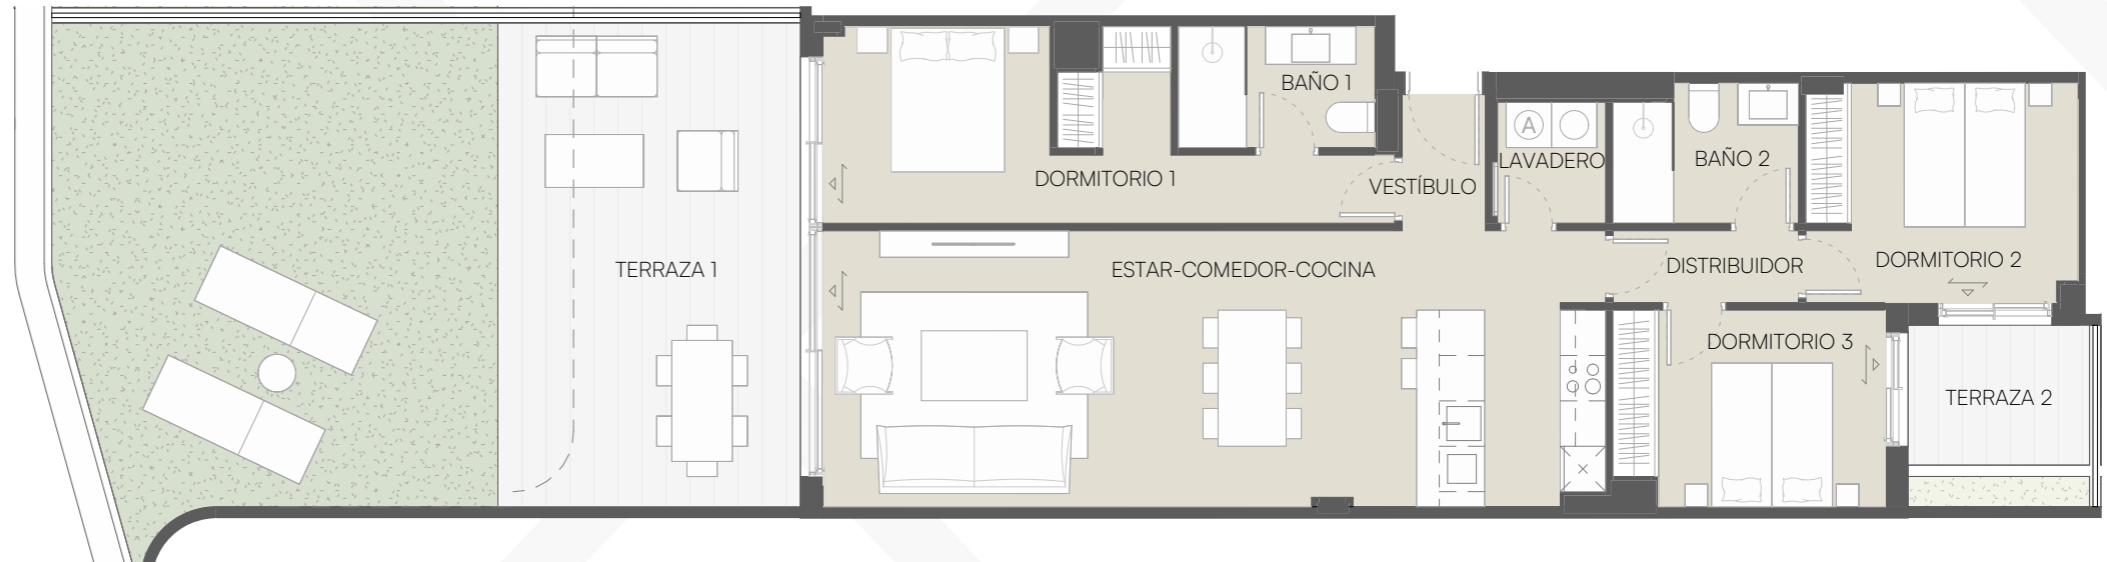 BAÑO 1
A
LAVADERO
BAÑO 2
DORMITORIO 1
VESTÍBULO
TERRAZA 1
ESTAR-COMEDOR-COCINA
DISTRIBUIDOR
DORMITORIO 2
DORMITORIO 3
TERRAZA 2